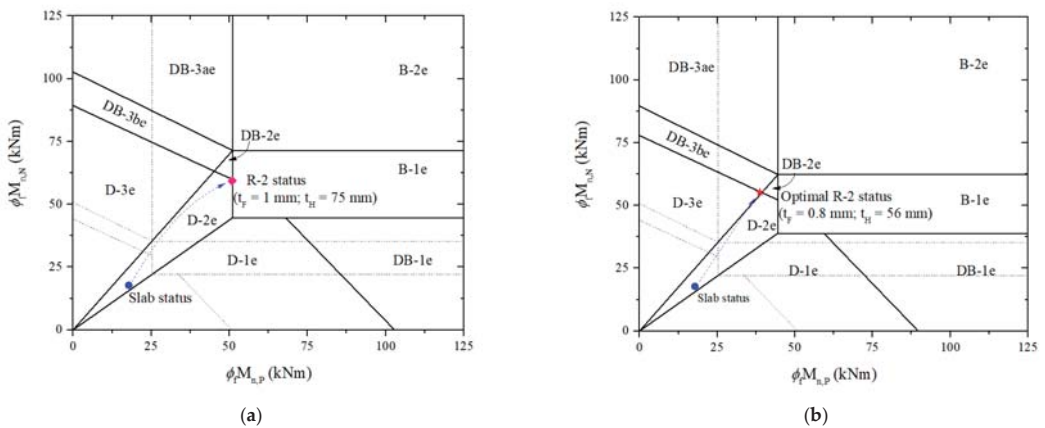 125
100
75
50
25
0
ϕfMn,N (kNm)
DB-3ae
B-2e
DB-3be
DB-2e
B-1e
R-2 status
(tF = 1 mm; tH = 75 mm)
D-3e
D-2e
D-1e
DB-1e
Slab status
0 25 50 75 100 125
ϕfMn,P (kNm)
(a)
125
100
75
50
25
0
ϕfMn,N (kNm)
DB-3ae
B-2e
DB-3be
DB-2e
B-1e
Optimal R-2 status
(tF = 0.8 mm; tH = 56 mm)
D-3e
D-2e
D-1e
DB-1e
Slab status
0 25 50 75 100 125
ϕfMn,P (kNm)
(b)